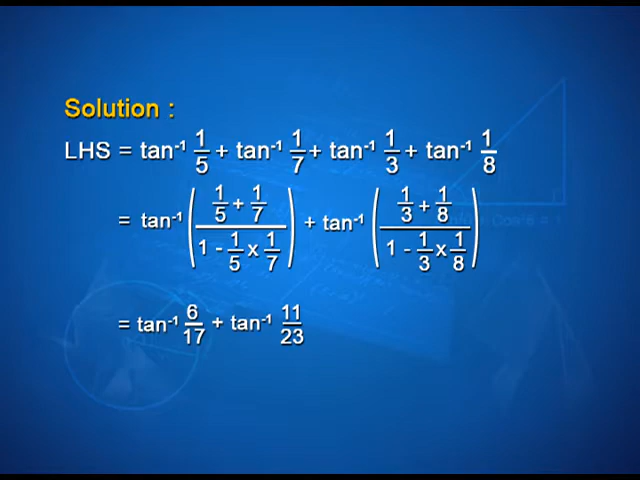 Solution :
LHS = tan⁻¹ 1/5 + tan⁻¹ 1/7 + tan⁻¹ 1/3 + tan⁻¹ 1/8
= tan⁻¹ ( (1/5 + 1/7) / (1 - 1/5 x 1/7) ) + tan⁻¹ ( (1/3 + 1/8) / (1 - 1/3 x 1/8) )
= tan⁻¹ 6/17 + tan⁻¹ 11/23